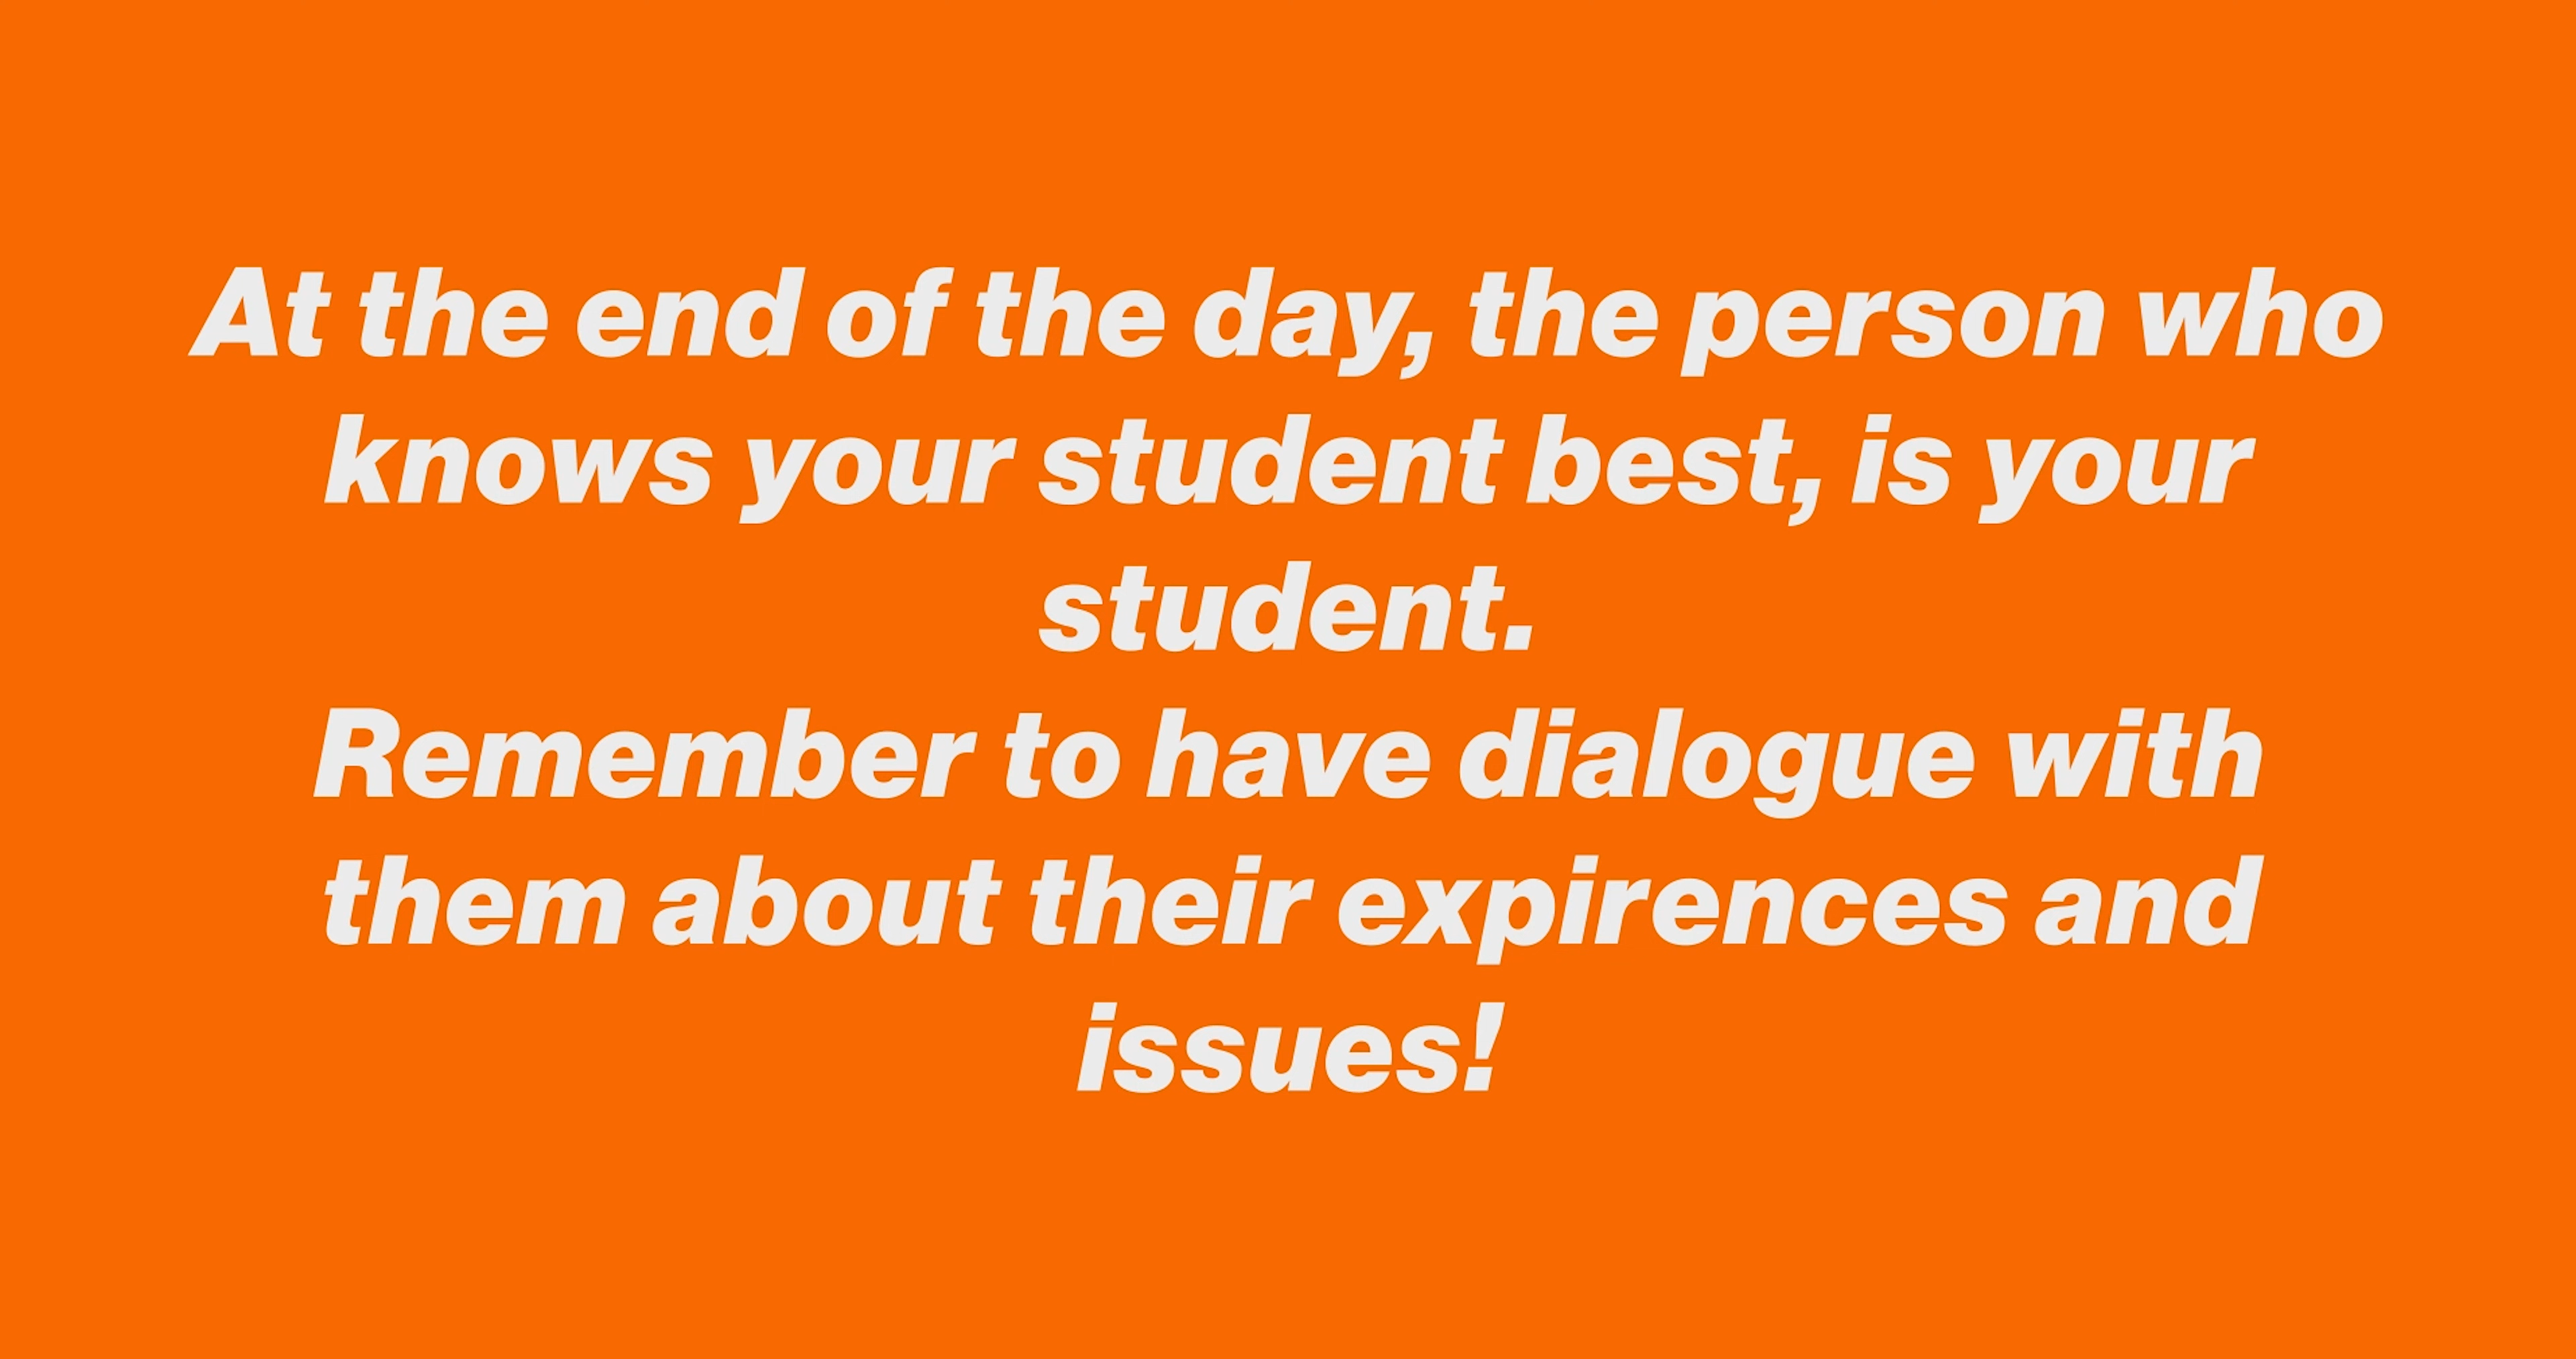 At the end of the day, the person who
knows your student best, is your
student.
Remember to have dialogue with
them about their expirences and
issues!